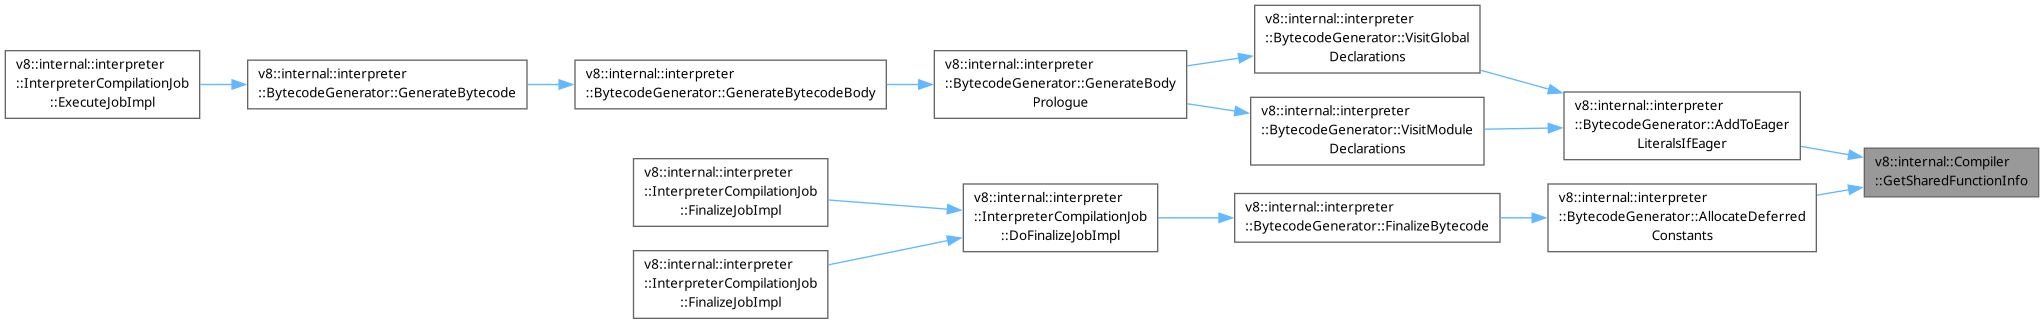 v8::internal::interpreter
::InterpreterCompilationJob
::ExecuteJobImpl
v8::internal::interpreter
::BytecodeGenerator::GenerateBytecode
v8::internal::interpreter
::BytecodeGenerator::GenerateBytecodeBody
v8::internal::interpreter
::BytecodeGenerator::GenerateBody
Prologue
v8::internal::interpreter
::BytecodeGenerator::VisitGlobal
Declarations
v8::internal::interpreter
::BytecodeGenerator::VisitModule
Declarations
v8::internal::interpreter
::BytecodeGenerator::AddToEager
LiteralsIfEager
v8::internal::Compiler
::GetSharedFunctionInfo
v8::internal::interpreter
::InterpreterCompilationJob
::FinalizeJobImpl
v8::internal::interpreter
::InterpreterCompilationJob
::FinalizeJobImpl
v8::internal::interpreter
::InterpreterCompilationJob
::DoFinalizeJobImpl
v8::internal::interpreter
::BytecodeGenerator::FinalizeBytecode
v8::internal::interpreter
::BytecodeGenerator::AllocateDeferred
Constants